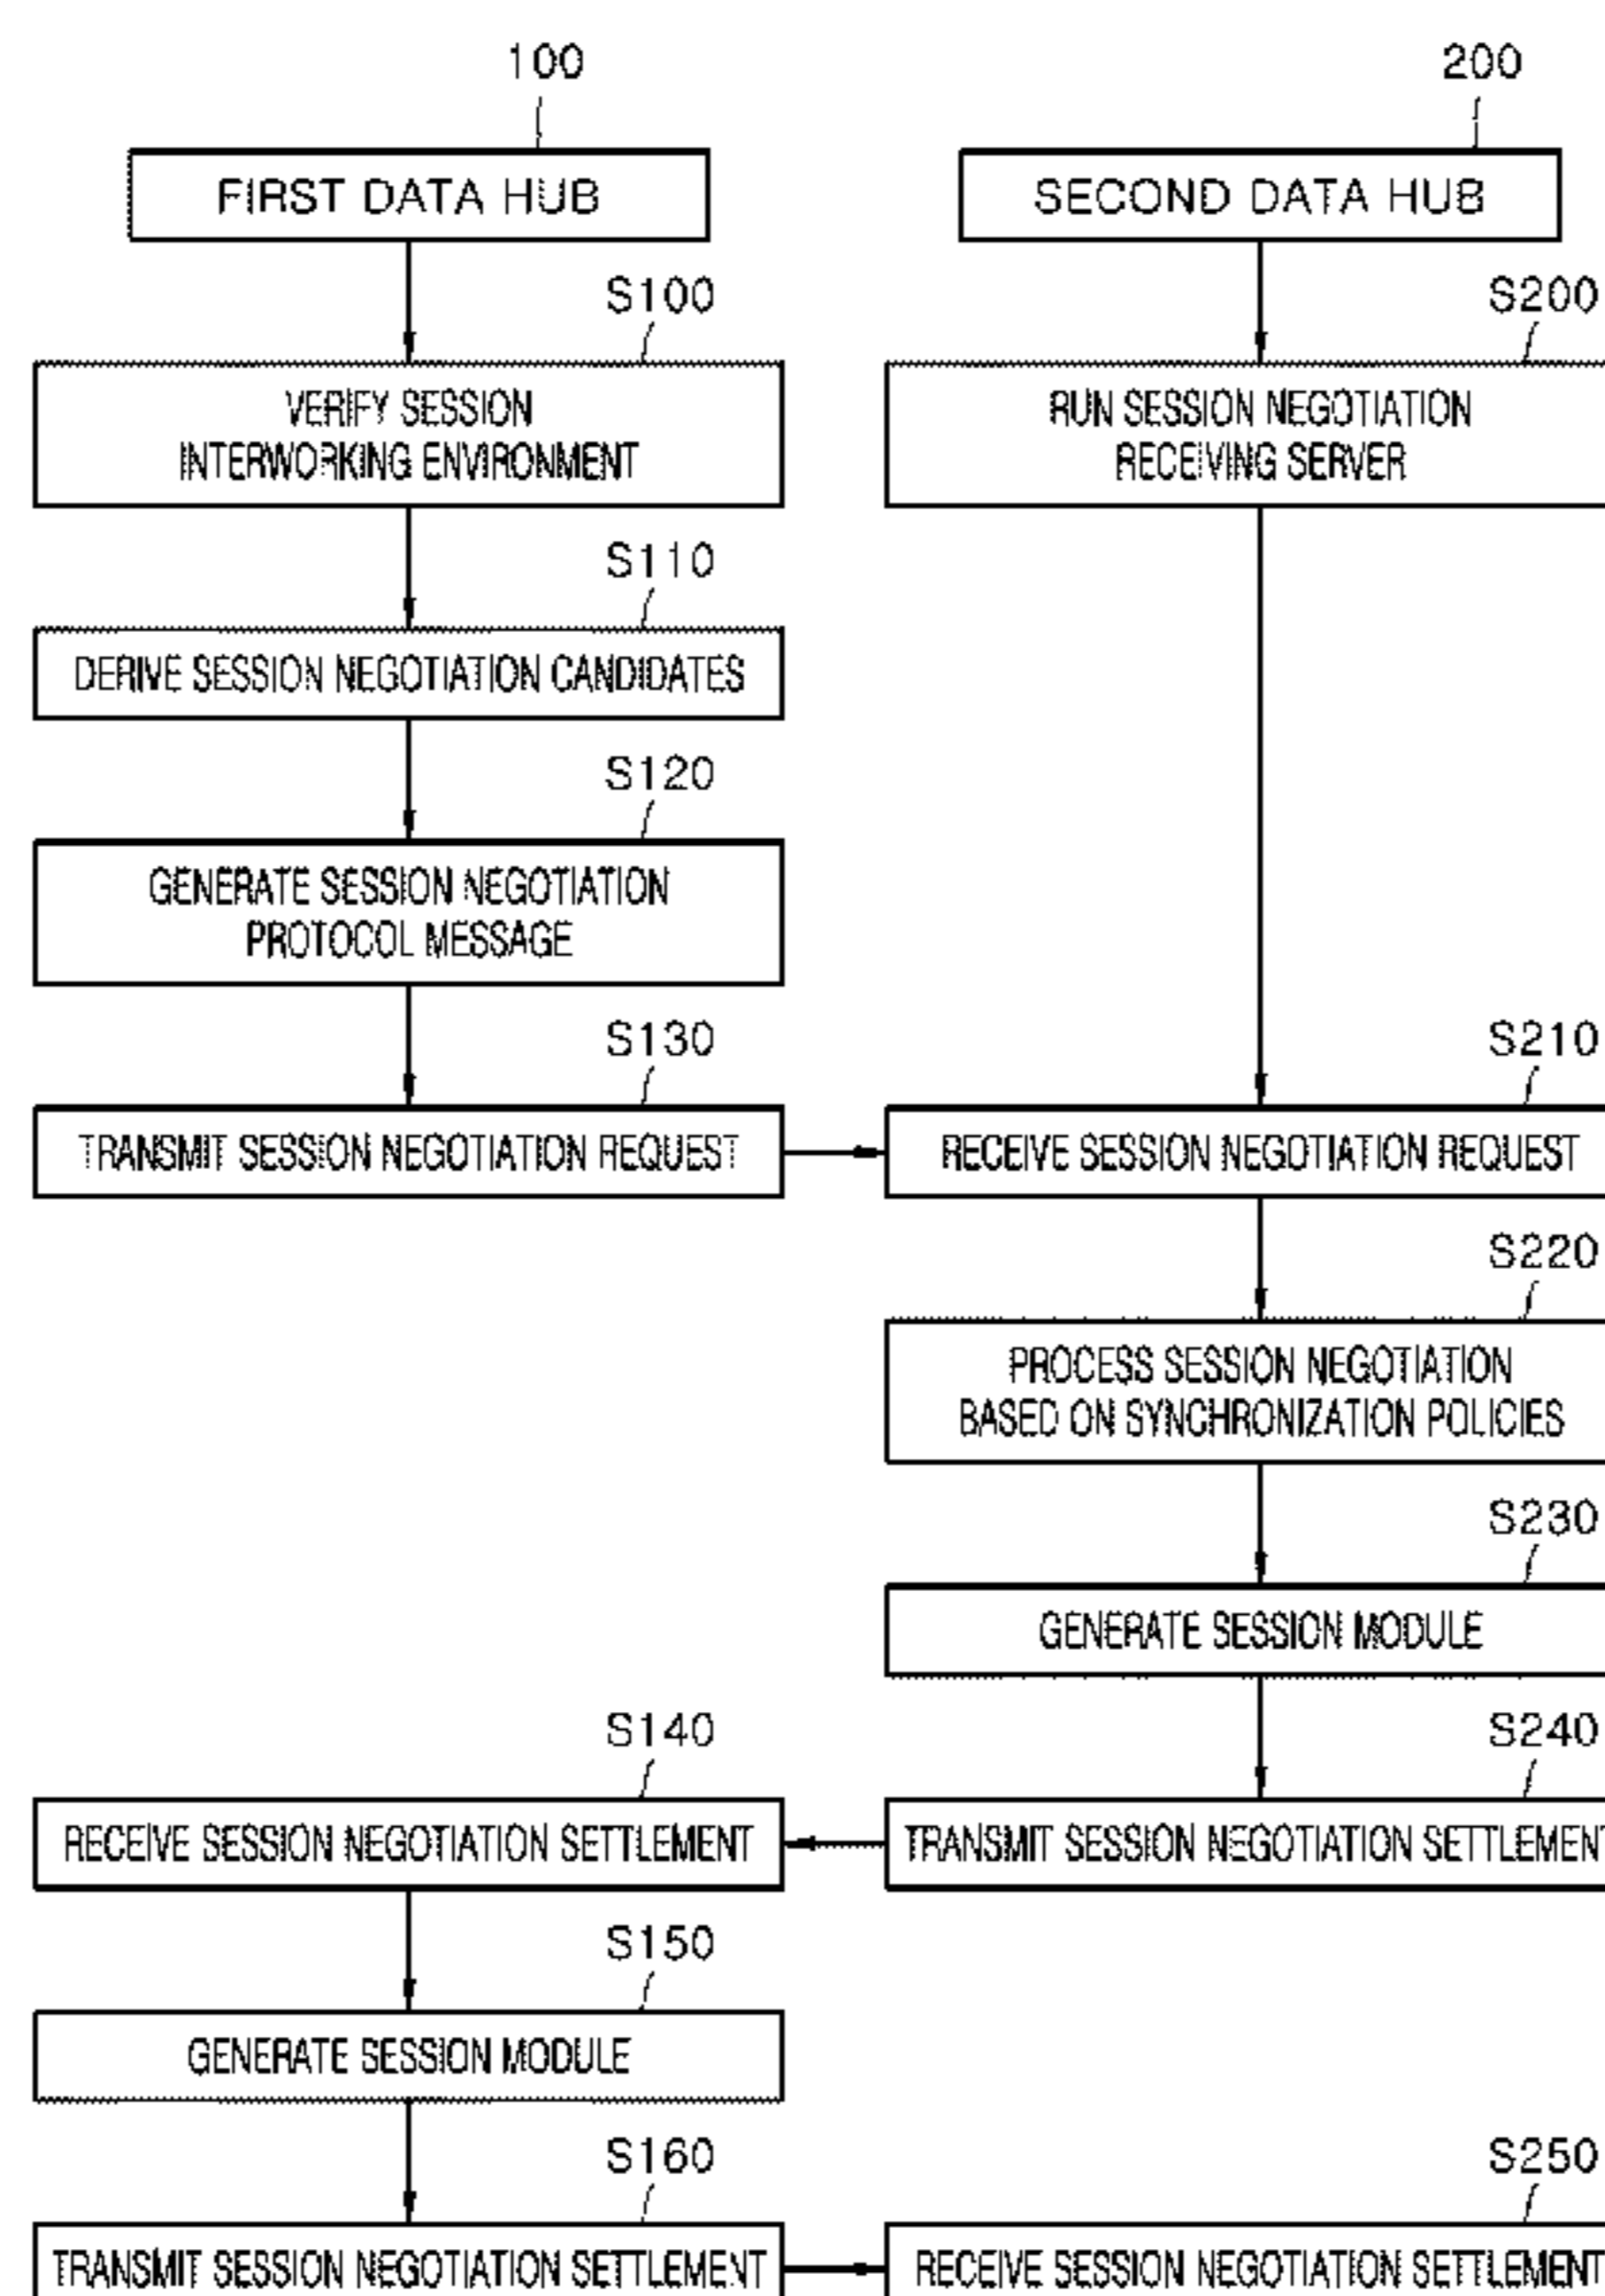 100
200
FIRST DATA HUB
SECOND DATA HUB
S100
S200
VERIFY SESSION
INTERWORKING ENVIRONMENT
RUN SESSION NEGOTIATION
RECEIVING SERVER
S110
DERIVE SESSION NEGOTIATION CANDIDATES
S120
GENERATE SESSION NEGOTIATION
PROTOCOL MESSAGE
S130
S210
TRANSMIT SESSION NEGOTIATION REQUEST
RECEIVE SESSION NEGOTIATION REQUEST
S220
PROCESS SESSION NEGOTIATION
BASED ON SYNCHRONIZATION POLICIES
S230
GENERATE SESSION MODULE
S140
S240
RECEIVE SESSION NEGOTIATION SETTLEMENT
TRANSMIT SESSION NEGOTIATION SETTLEMENT
S150
GENERATE SESSION MODULE
S160
S250
TRANSMIT SESSION NEGOTIATION SETTLEMENT
RECEIVE SESSION NEGOTIATION SETTLEMENT